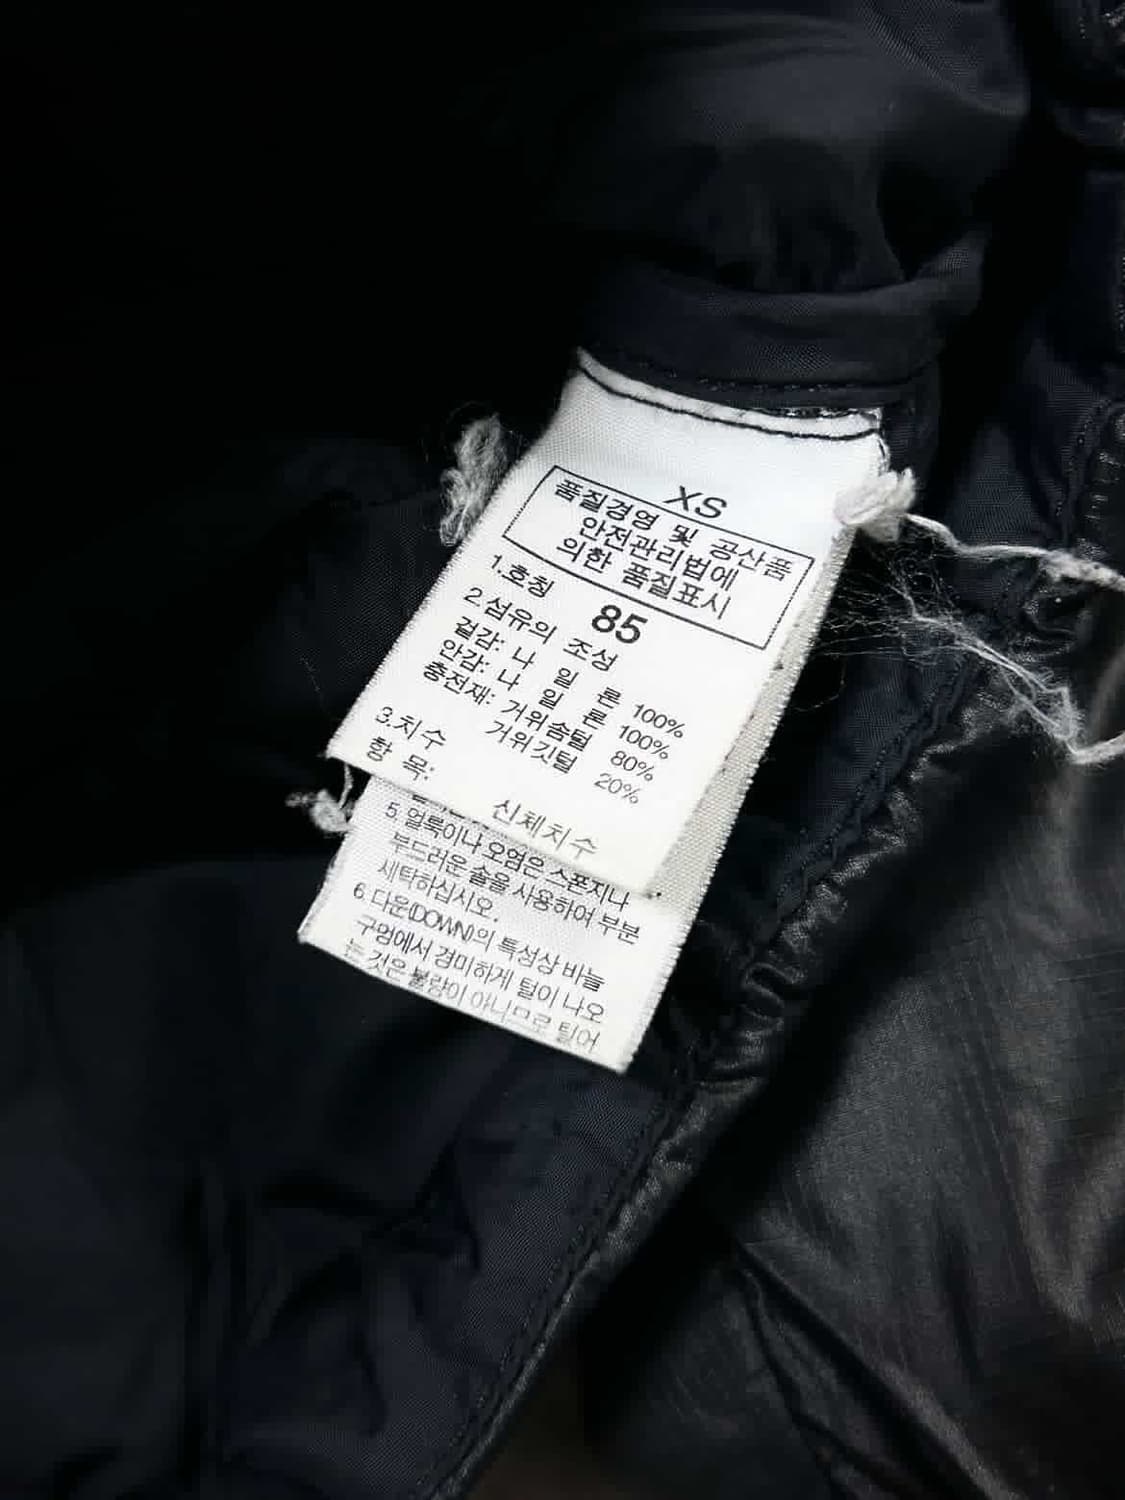 XS
품질경영 및 공산품
안전관리법에
의한 품질표시
1.호칭 85
2.섬유의 조성
겉감: 나 일 론 100%
안감: 나 일 론 100%
충전재: 거위솜털 80%
거위깃털 20%
3.치수
항 목:
신체치수
5.얼룩이나 오염은 스폰지나
부드러운 솔을 사용하여 부분
세탁하십시오.
6.다운(DOWN)의 특성상 바늘
구멍에서 경미하게 털이 나오
는 것은 불량이 아니므로 털어